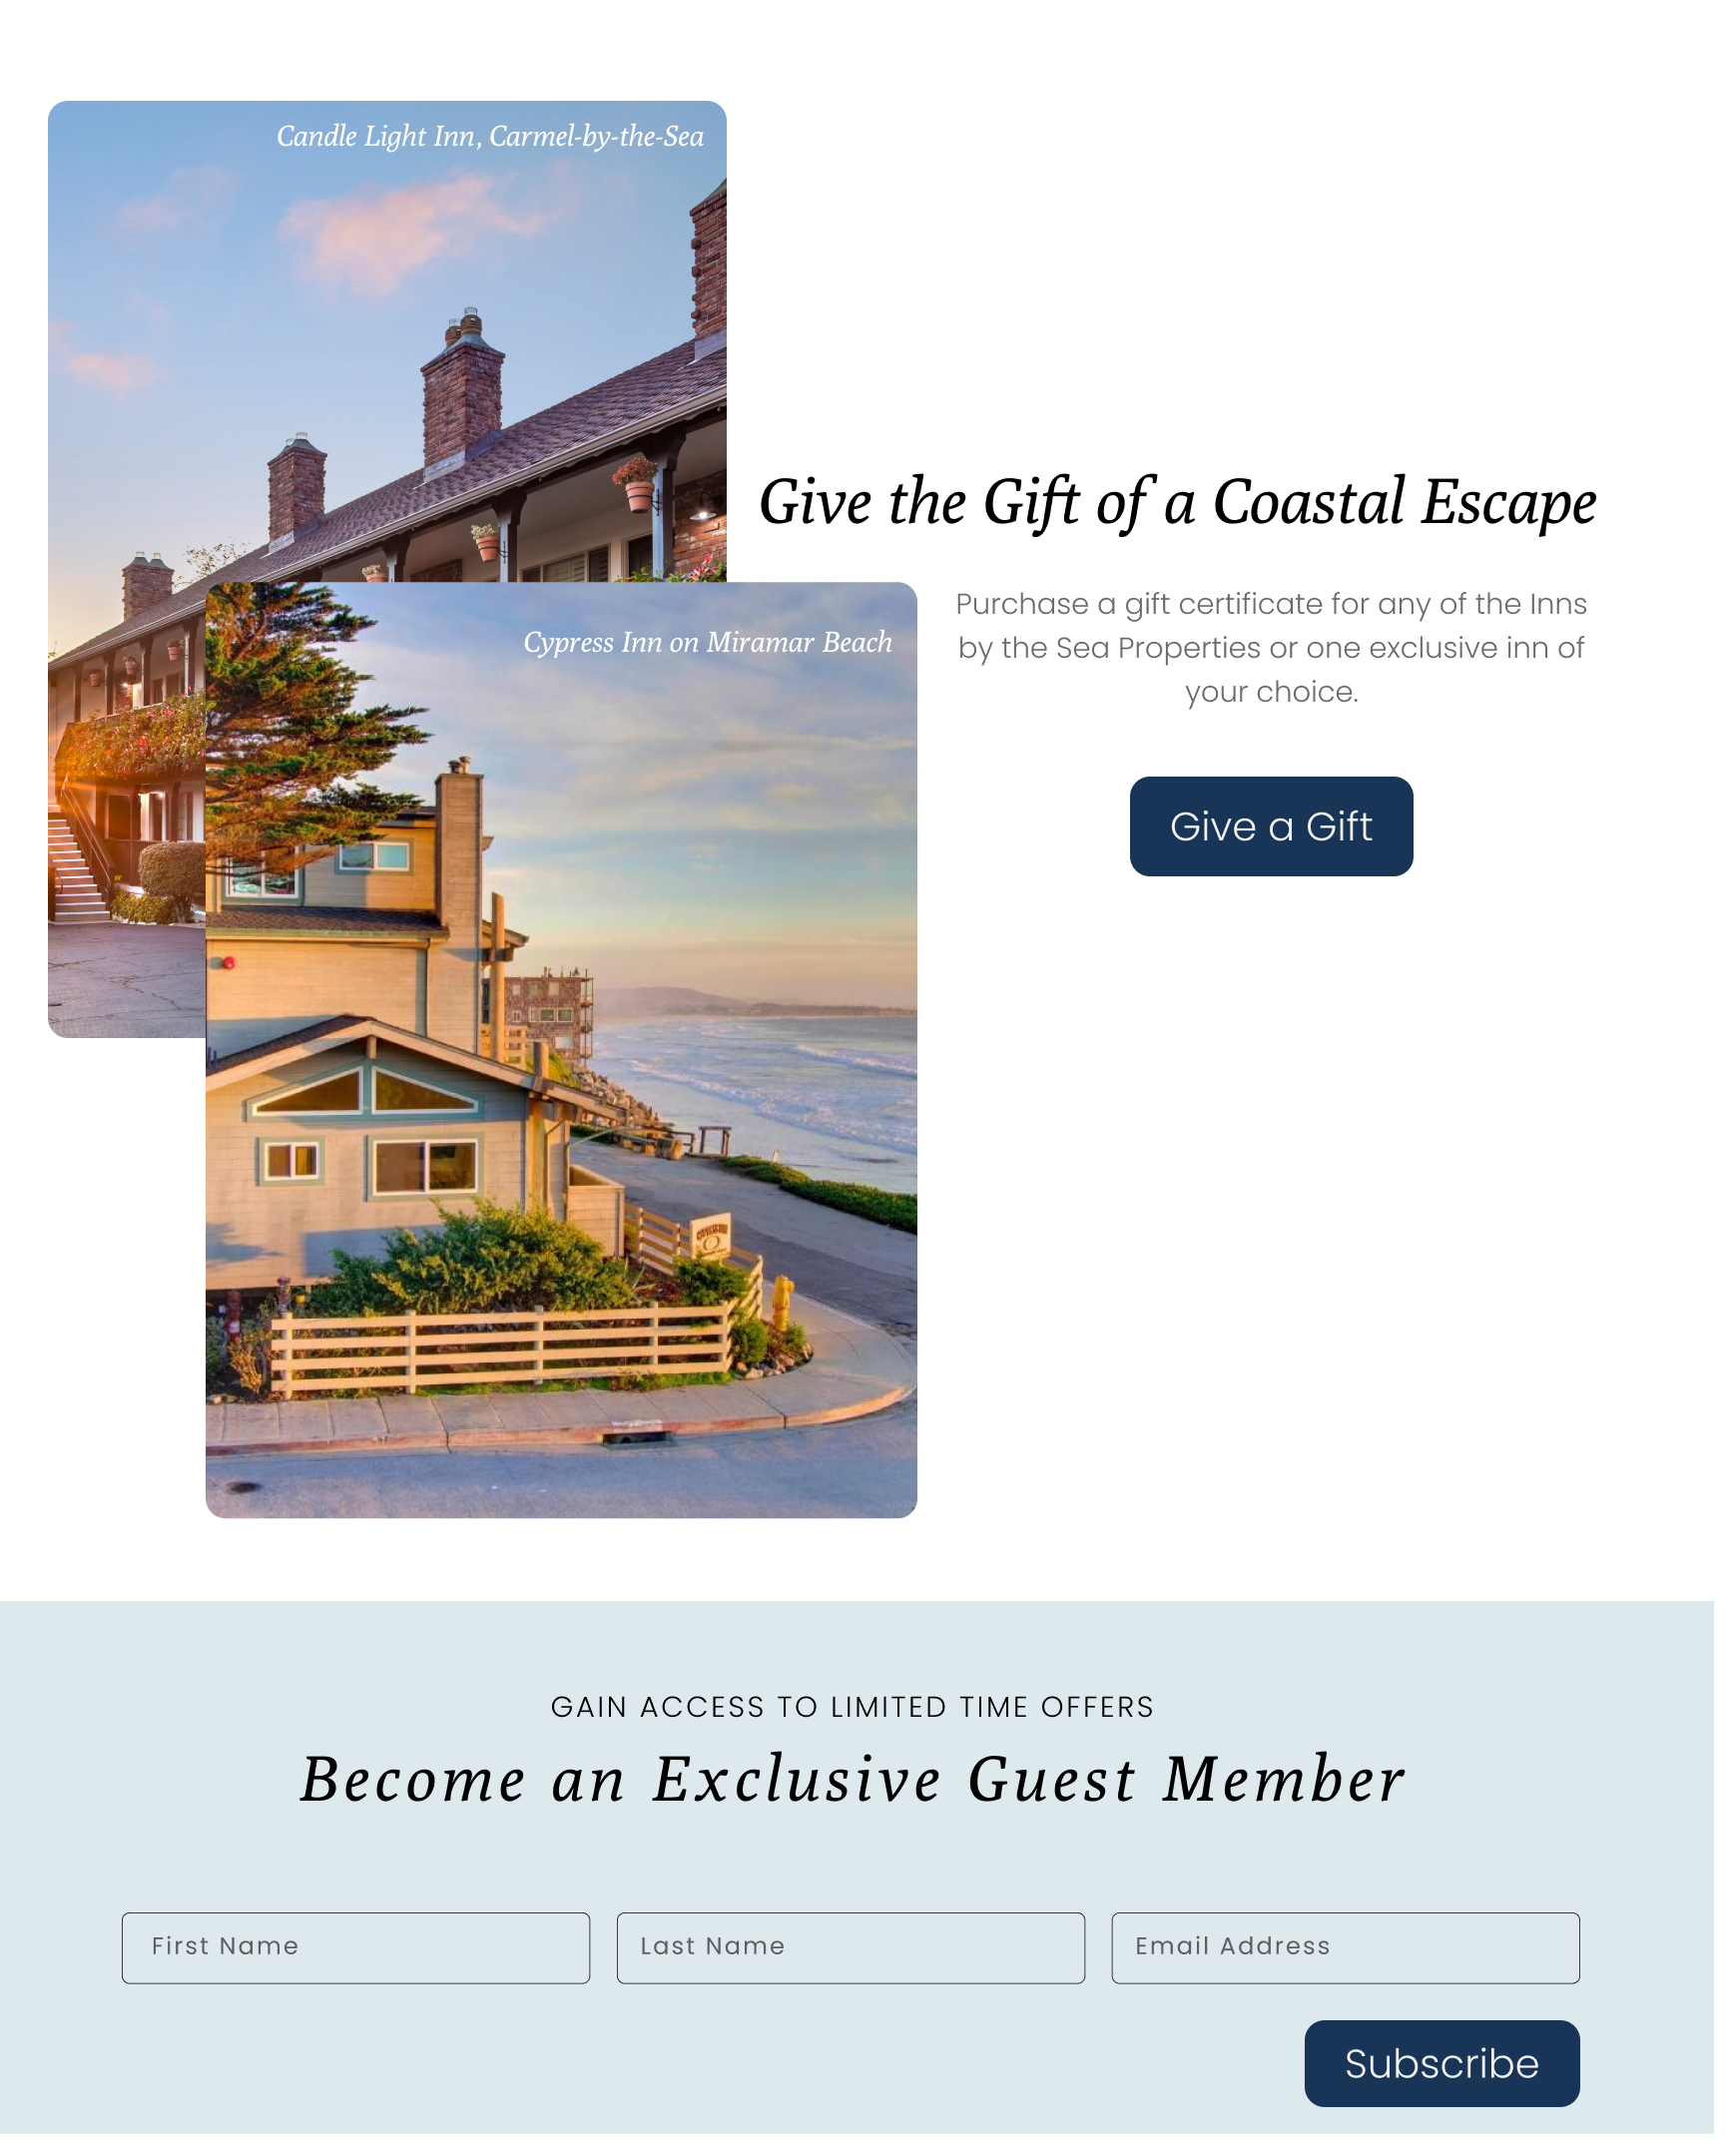 Candle Light Inn, Carmel-by-the-Sea
Give the Gift of a Coastal Escape
Cypress Inn on Miramar Beach
Purchase a gift certificate for any of the Inns
by the Sea Properties or one exclusive inn of
your choice.
Give a Gift
GAIN ACCESS TO LIMITED TIME OFFERS
Become an Exclusive Guest Member
First Name
Last Name
Email Address
Subscribe